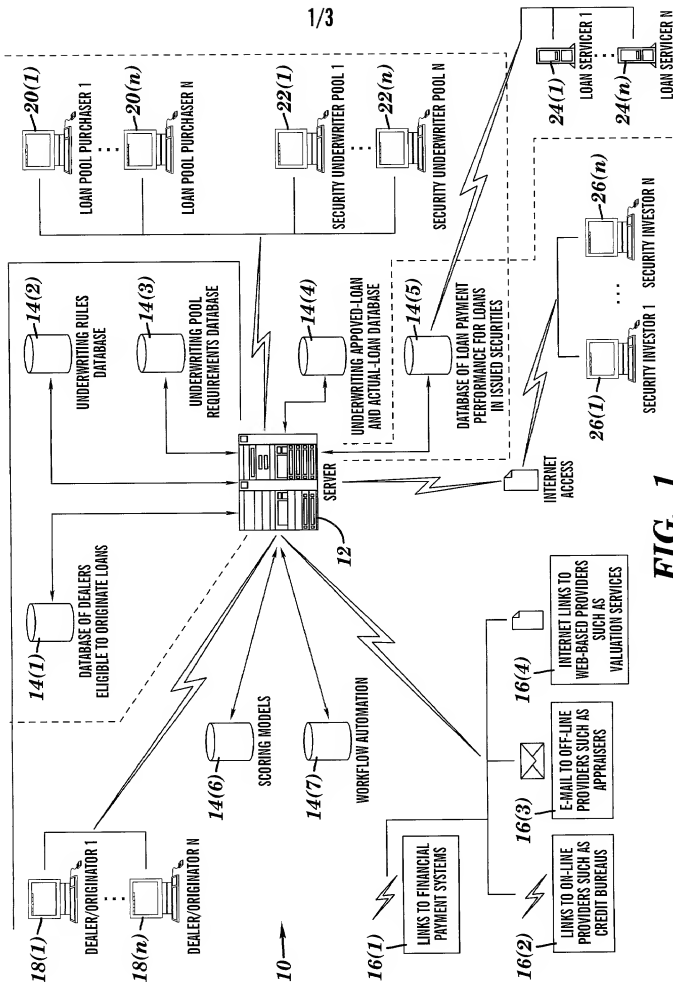 1/3
20(1)
LOAN POOL PURCHASER 1
20(n)
LOAN POOL PURCHASER N
22(1)
SECURITY UNDERWRITER POOL 1
22(n)
SECURITY UNDERWRITER POOL N
24(1)
LOAN SERVICER 1
24(n)
LOAN SERVICER N
14(2)
UNDERWRITING RULES
DATABASE
14(3)
UNDERWRITING POOL
REQUIREMENTS DATABASE
14(4)
UNDERWRITING APPOVED-LOAN
AND ACTUAL-LOAN DATABASE
14(5)
DATABASE OF LOAN PAYMENT
PERFORMANCE FOR LOANS
IN ISSUED SECURITIES
26(1)
SECURITY INVESTOR 1
26(n)
SECURITY INVESTOR N
14(1)
DATABASE OF DEALERS
ELIGIBLE TO ORIGINATE LOANS
SERVER
12
INTERNET
ACCESS
14(6)
SCORING MODELS
14(7)
WORKFLOW AUTOMATION
18(1)
DEALER/ORIGINATOR 1
18(n)
DEALER/ORIGINATOR N
10
16(1)
LINKS TO FINANCIAL
PAYMENT SYSTEMS
16(2)
LINKS TO ON-LINE
PROVIDERS SUCH AS
CREDIT BUREAUS
16(3)
E-MAIL TO OFF-LINE
PROVIDERS SUCH AS
APPRAISERS
16(4)
INTERNET LINKS TO
WEB-BASED PROVIDERS
SUCH AS
VALUATION SERVICES
FIG. 1